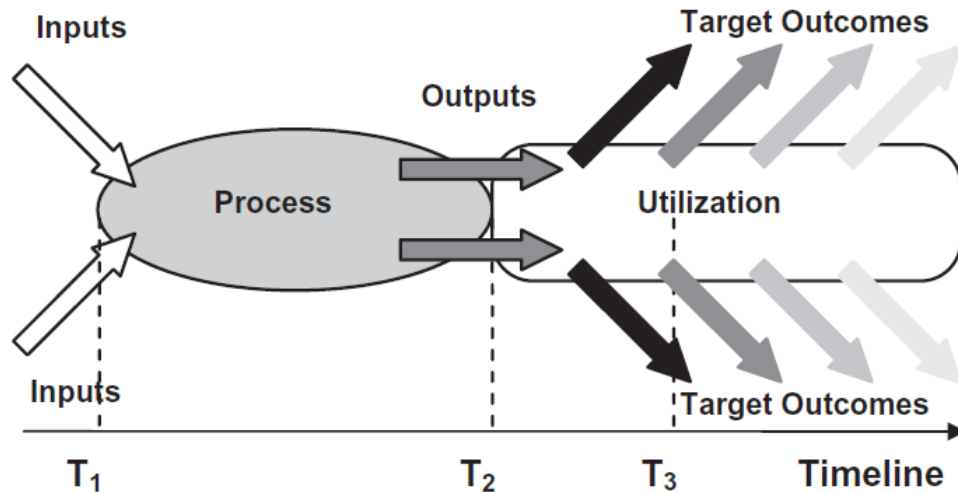 Inputs
Target Outcomes
Outputs
Process
Utilization
Inputs
Target Outcomes
T₁
T₂
T₃
Timeline